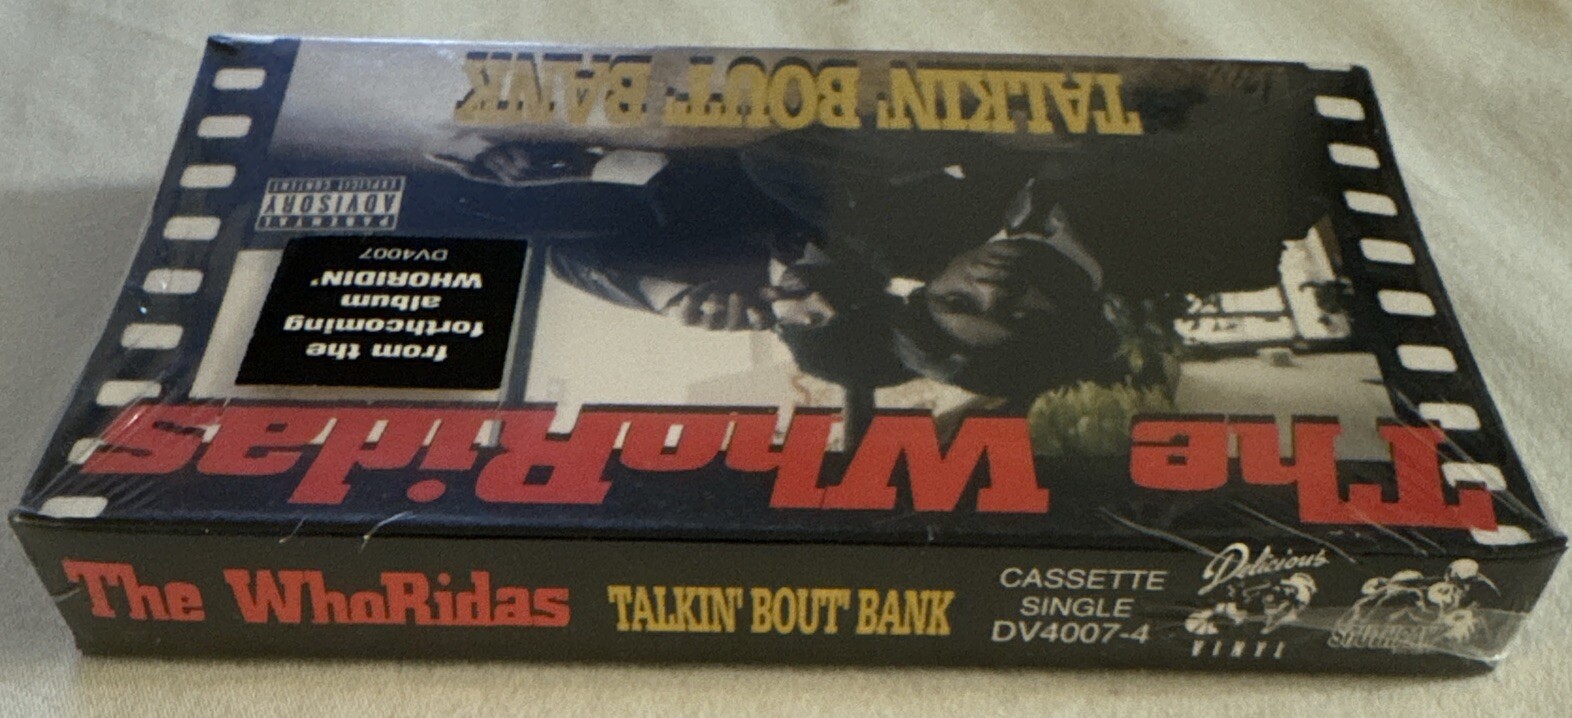 TALKIN' BOUT' BANK
PARENTAL
ADVISORY
EXPLICIT CONTENT
from the
forthcoming
album
WHORIDIN'
DV4007
The WhoRidas
The WhoRidas
TALKIN' BOUT' BANK
CASSETTE
SINGLE
DV4007-4
Delicious
VINYL
SOUTHPAW